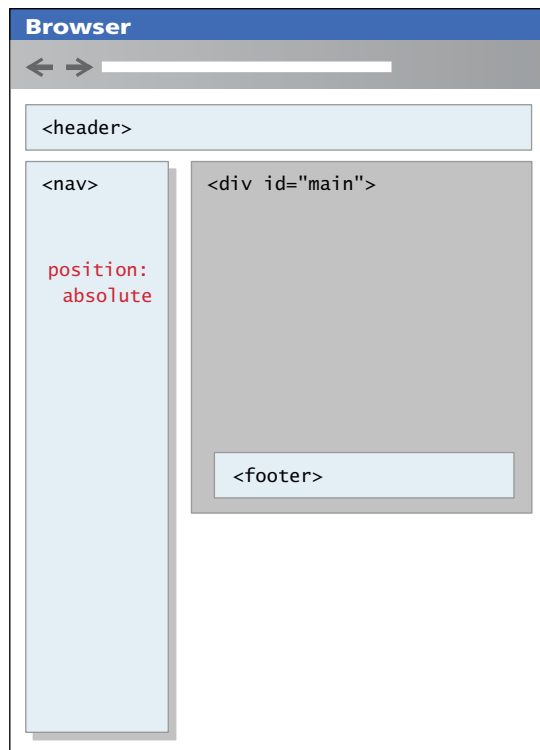 Browser
<header>
<nav>
<div id="main">
position:
absolute
<footer>